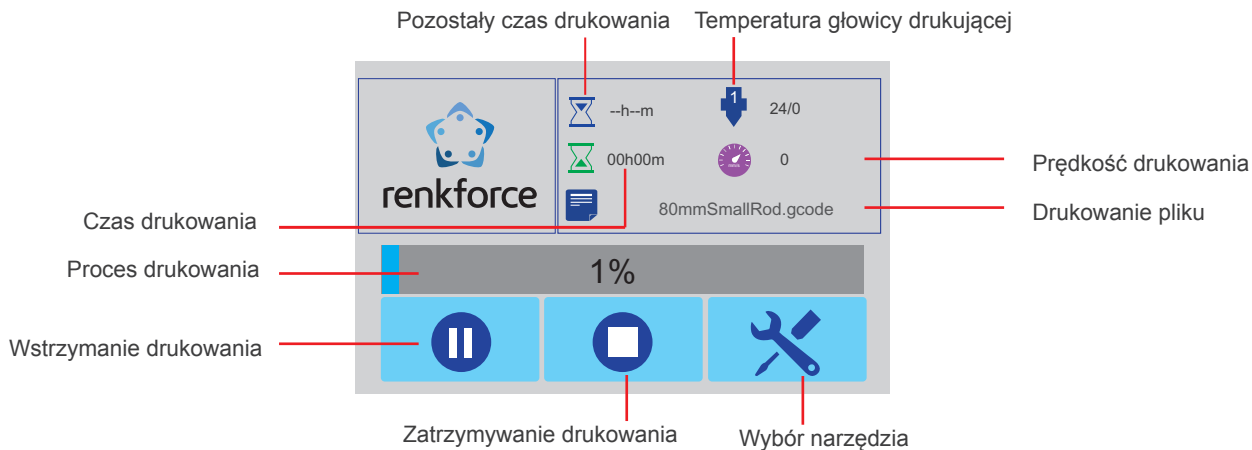 Pozostały czas drukowania
Temperatura głowicy drukującej
1
--h--m
24/0
00h00m
0
Prędkość drukowania
renkforce
80mmSmallRod.gcode
Drukowanie pliku
Czas drukowania
Proces drukowania
1%
Wstrzymanie drukowania
Zatrzymywanie drukowania
Wybór narzędzia